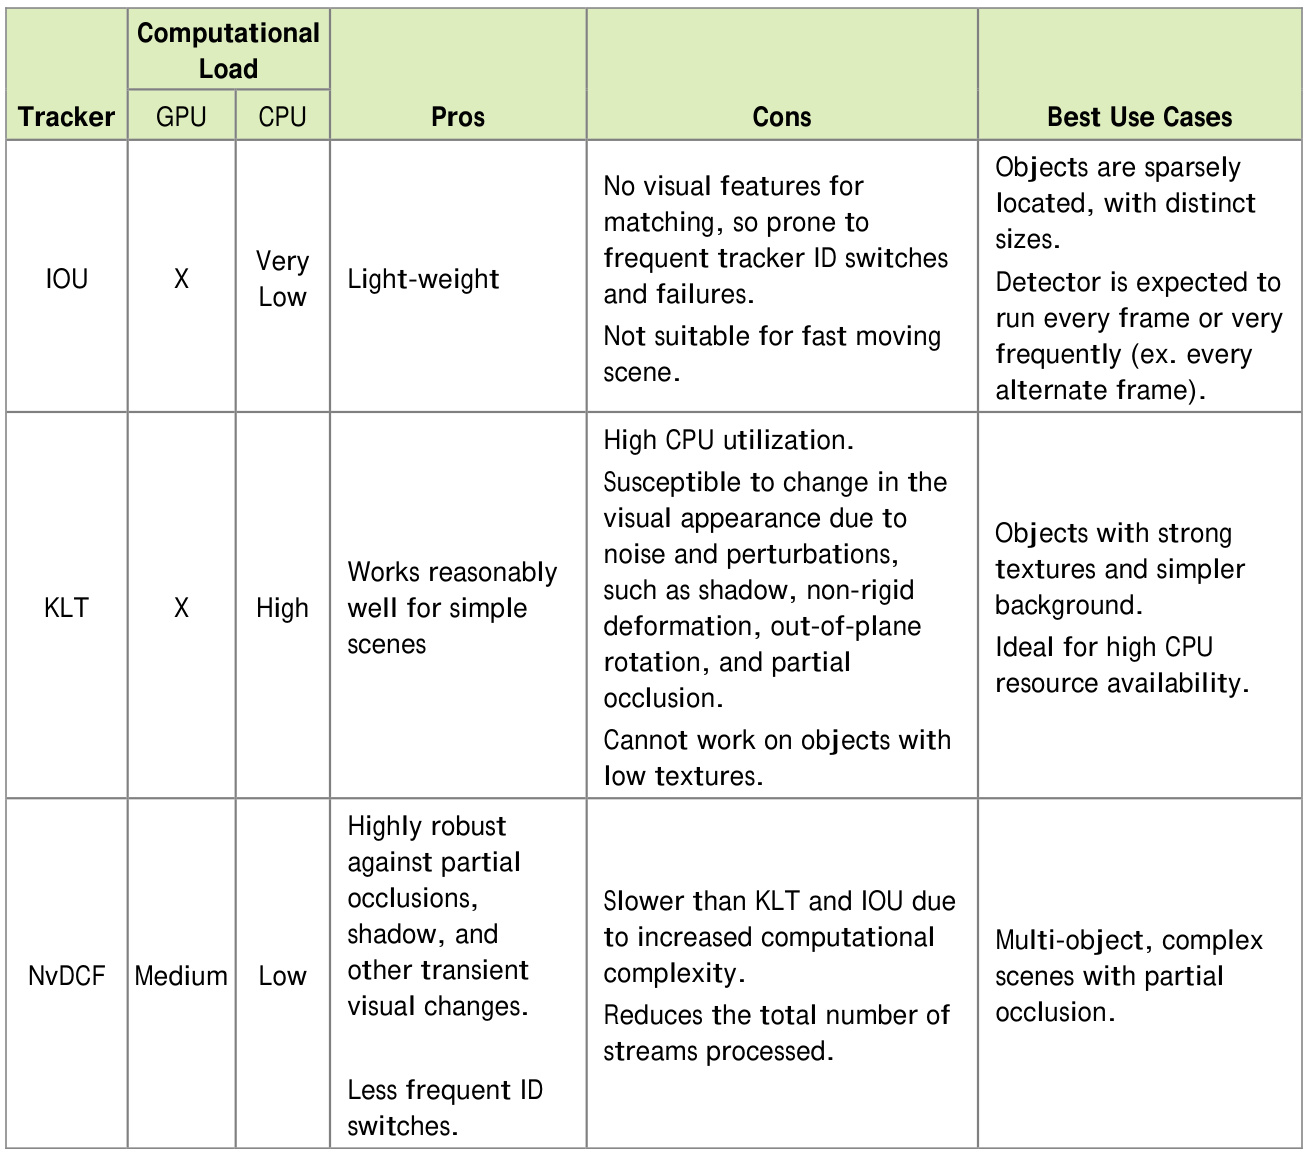 Computational
Load
Tracker
GPU
CPU
Pros
Cons
Best Use Cases
IOU
X
Very
Low
Light-weight
No visual features for
matching, so prone to
frequent tracker ID switches
and failures.
Not suitable for fast moving
scene.
Objects are sparsely
located, with distinct
sizes.
Detector is expected to
run every frame or very
frequently (ex. every
alternate frame).
KLT
X
High
Works reasonably
well for simple
scenes
High CPU utilization.
Susceptible to change in the
visual appearance due to
noise and perturbations,
such as shadow, non-rigid
deformation, out-of-plane
rotation, and partial
occlusion.
Cannot work on objects with
low textures.
Objects with strong
textures and simpler
background.
Ideal for high CPU
resource availability.
NvDCF
Medium
Low
Highly robust
against partial
occlusions,
shadow, and
other transient
visual changes.
Less frequent ID
switches.
Slower than KLT and IOU due
to increased computational
complexity.
Reduces the total number of
streams processed.
Multi-object, complex
scenes with partial
occlusion.